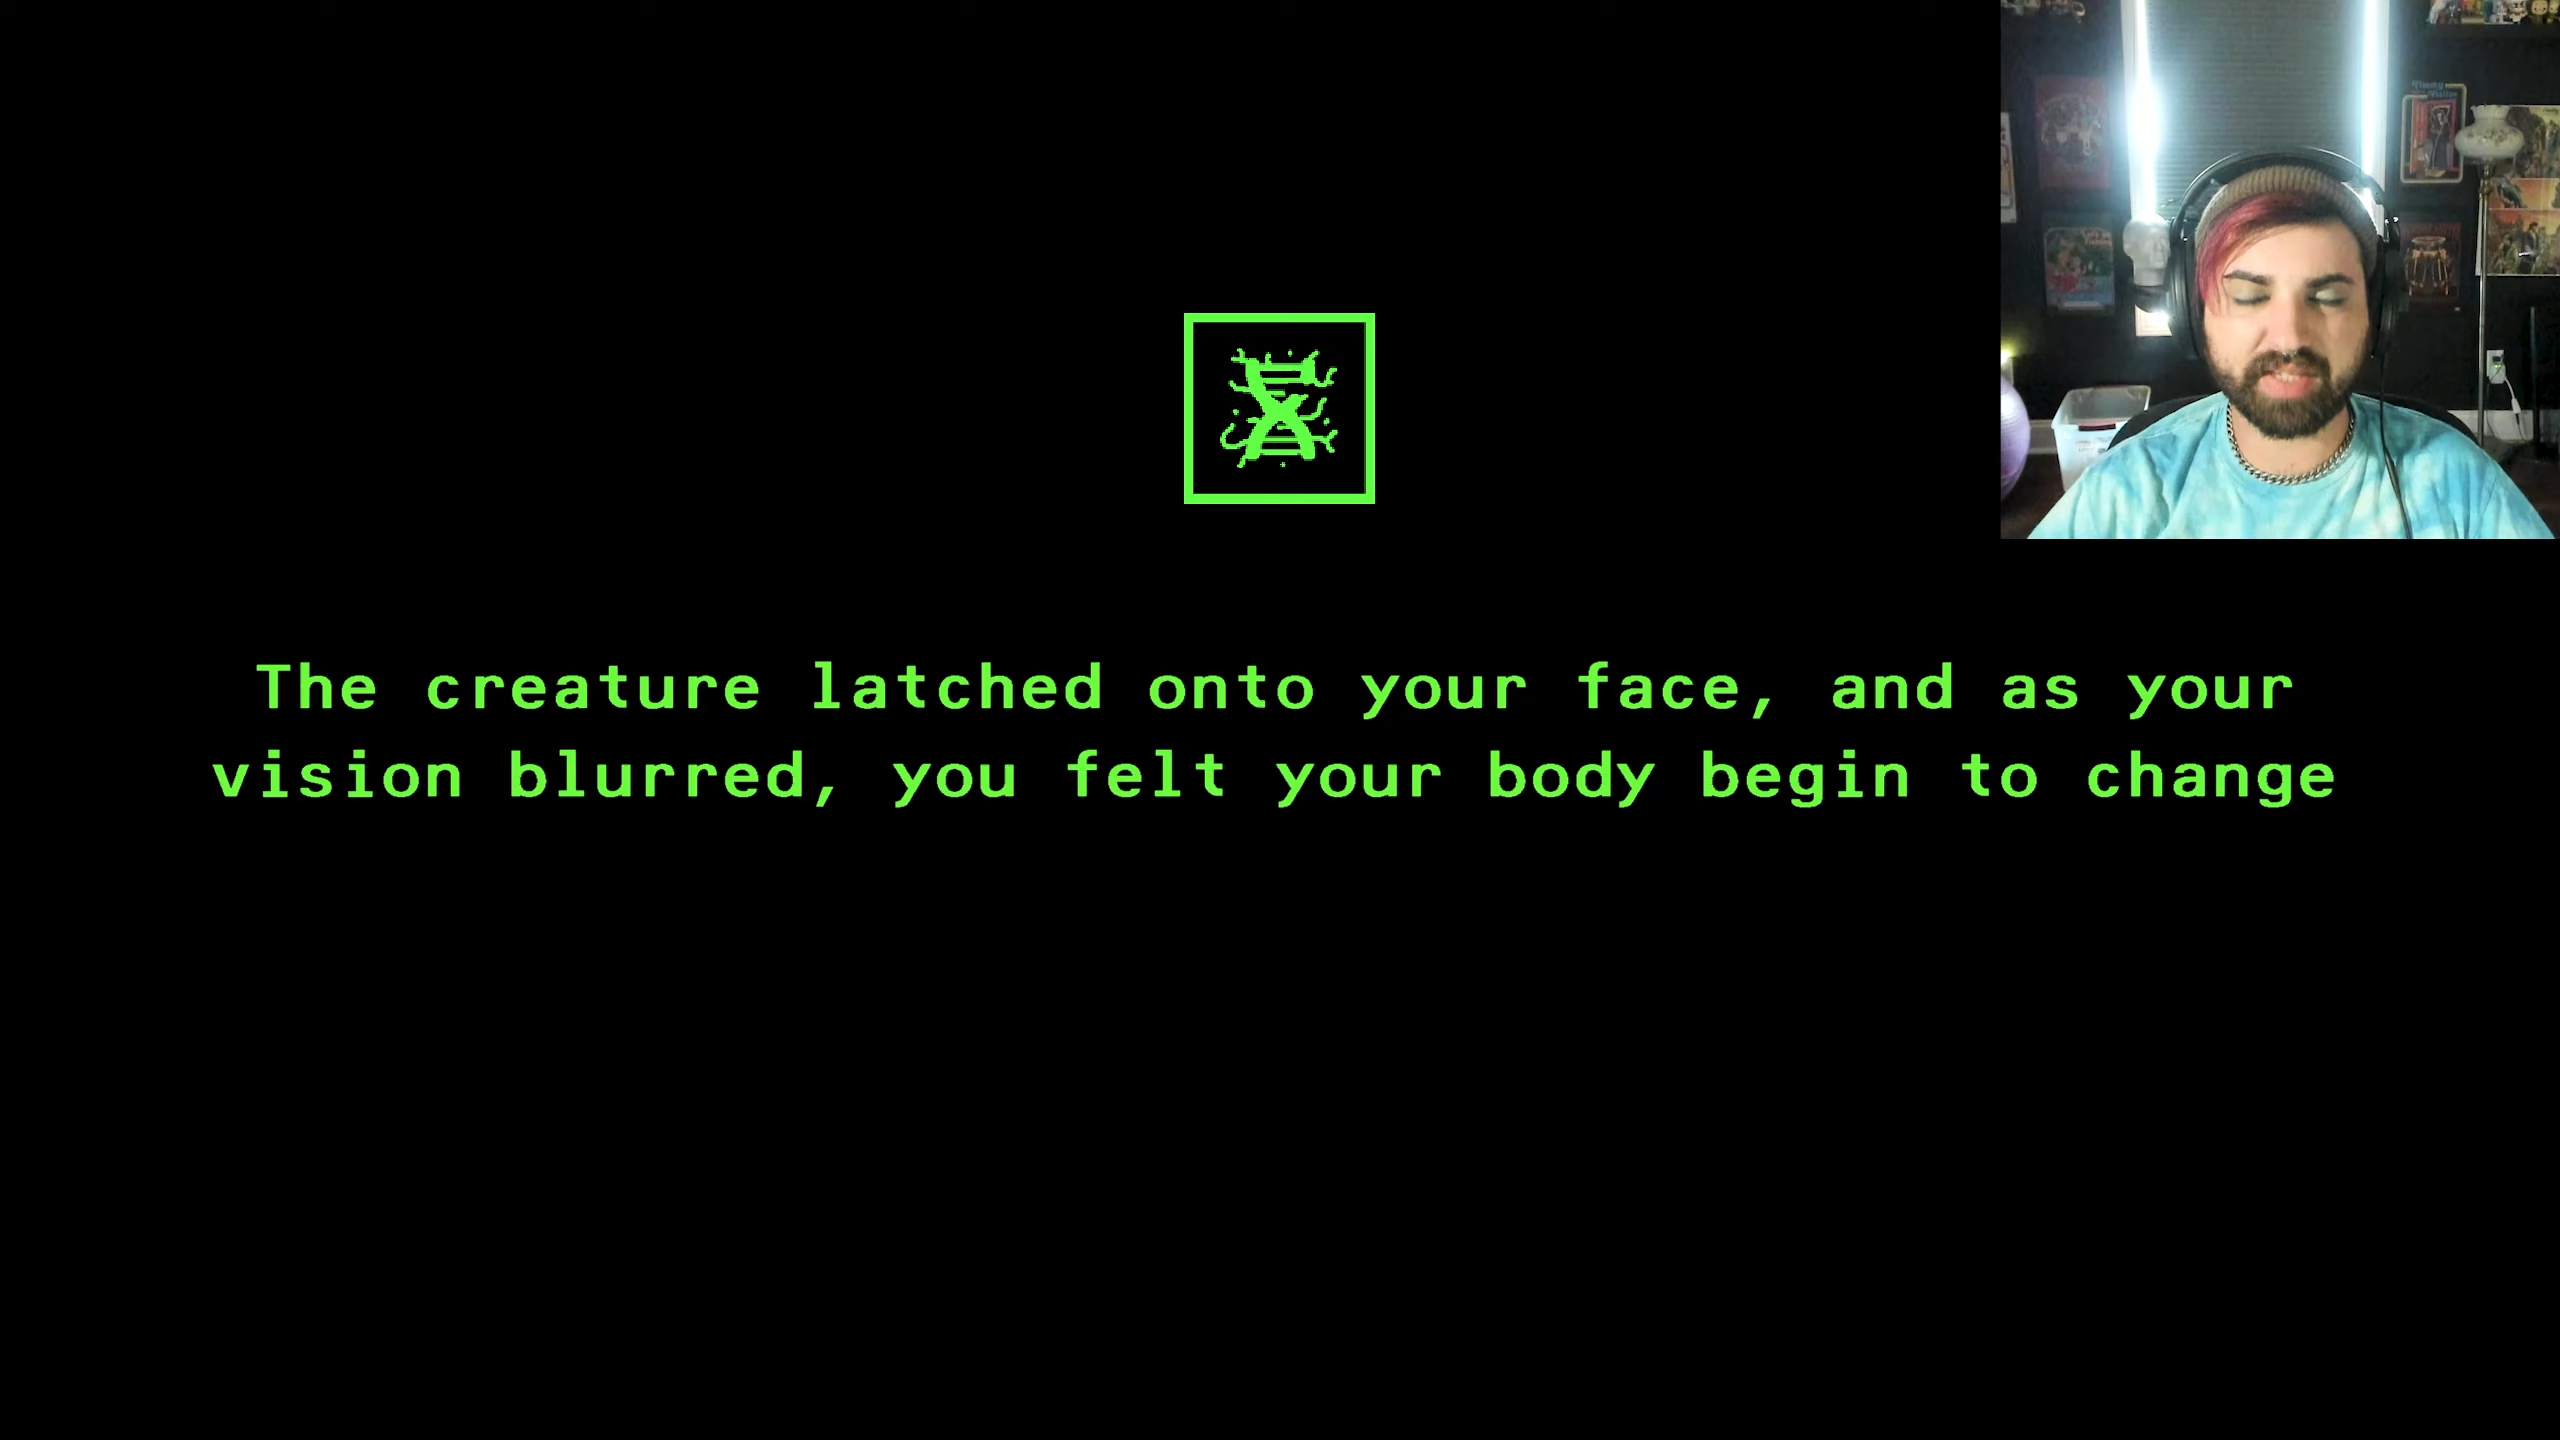 The creature latched onto your face, and as your
vision blurred, you felt your body begin to change